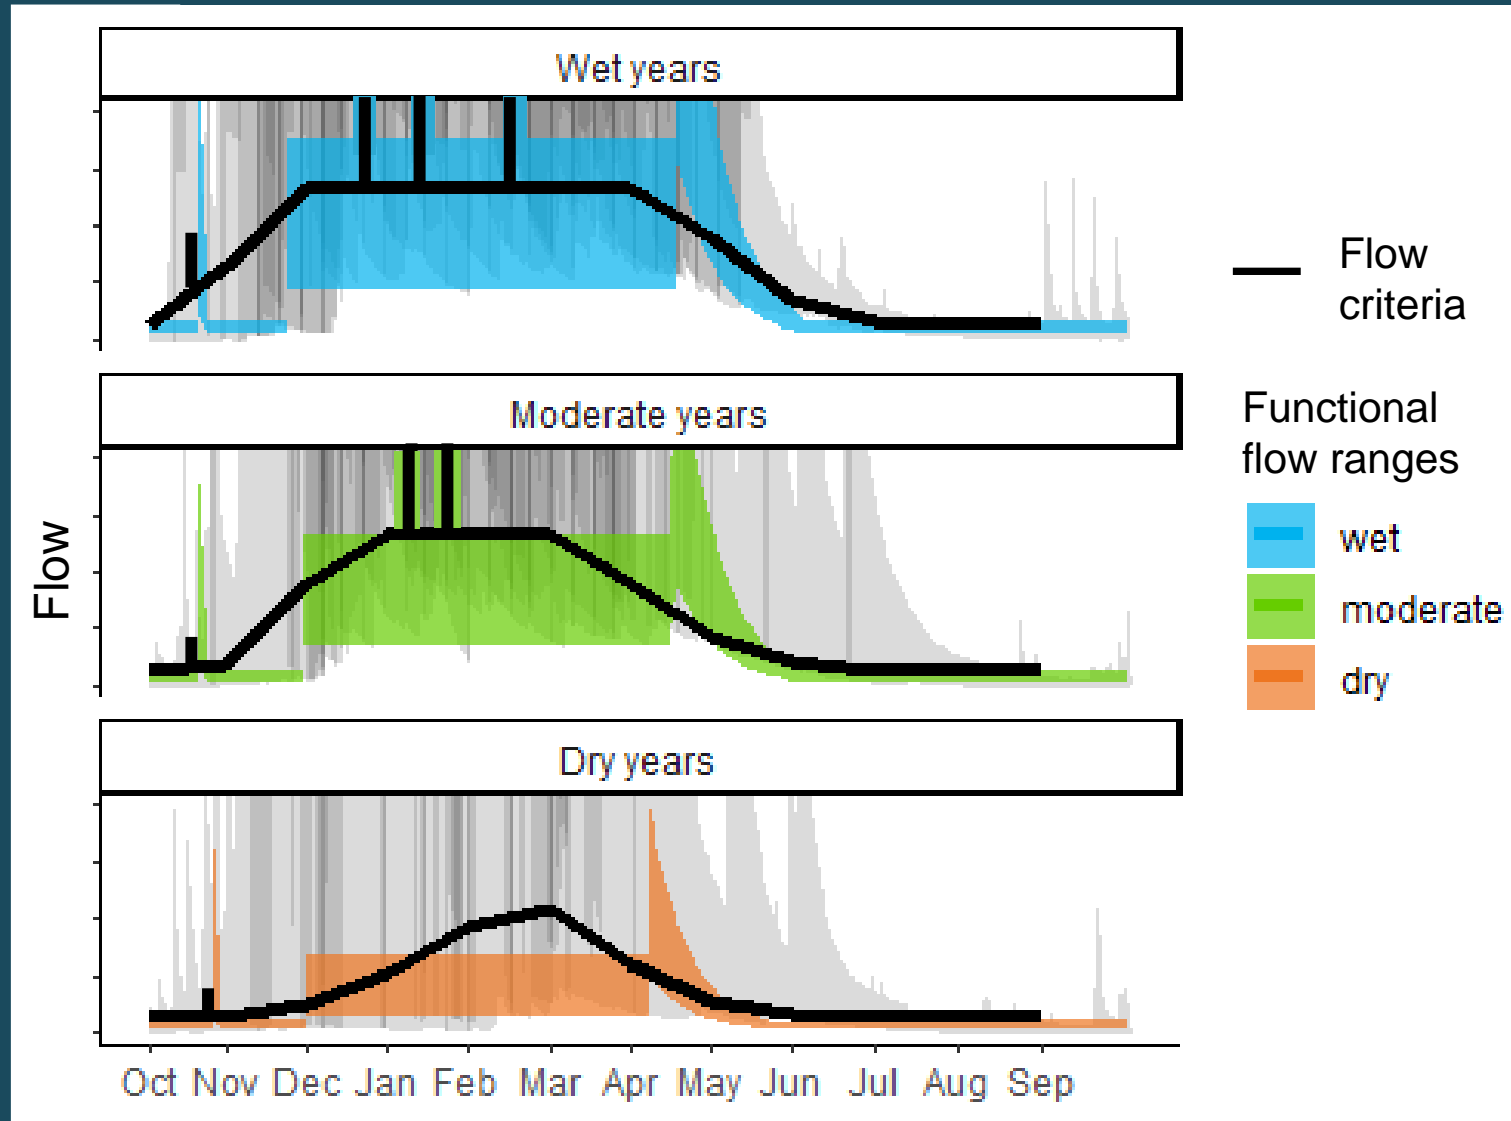 Wet years
Flow
criteria
Moderate years
Functional
flow ranges
wet
moderate
dry
Flow
Dry years
Oct Nov Dec Jan Feb Mar Apr May Jun Jul Aug Sep